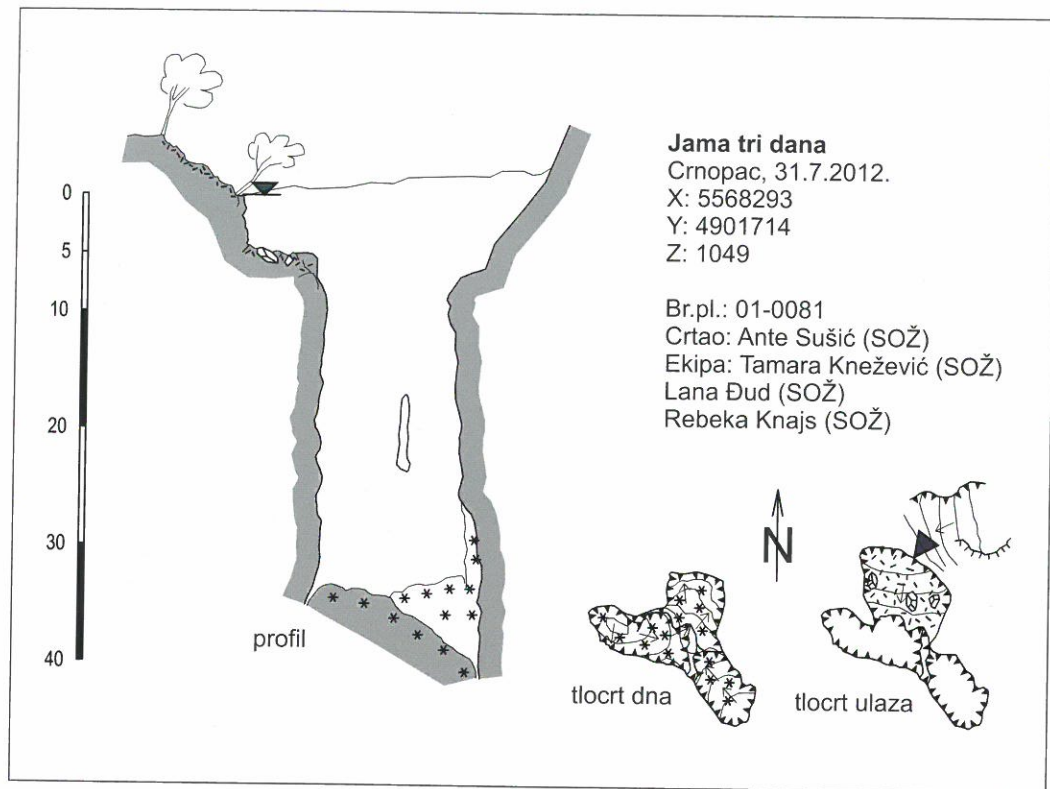 Jama tri dana
Crnopac, 31.7.2012.
X: 5568293
Y: 4901714
Z: 1049
Br.pl.: 01-0081
Crtao: Ante Sušić (SOŽ)
Ekipa: Tamara Knežević (SOŽ)
Lana Đud (SOŽ)
Rebeka Knajs (SOŽ)
0
5
10
20
30
40
profil
N
tlocrt dna
tlocrt ulaza